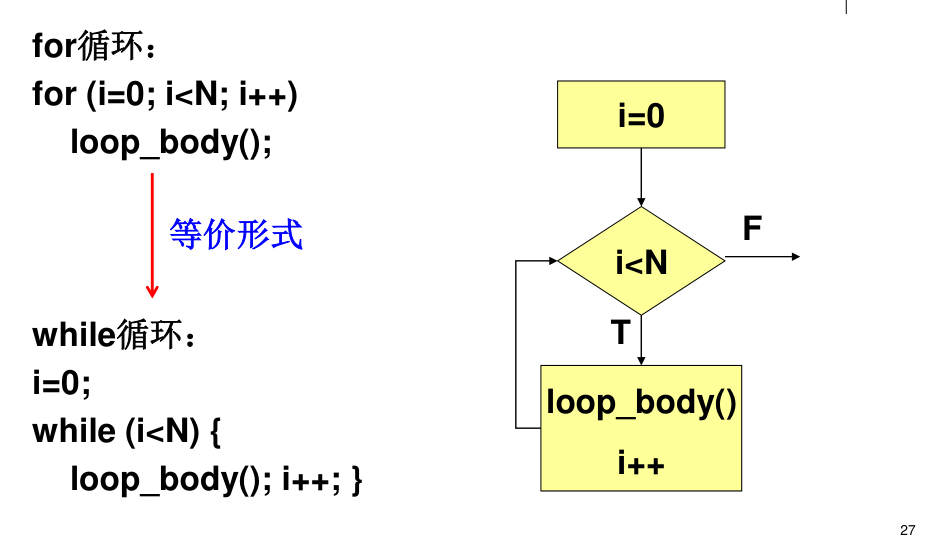 for循环：
for (i=0; i<N; i++)
loop_body();
等价形式
while循环：
i=0;
while (i<N) {
loop_body(); i++; }
i=0
i<N
F
T
loop_body()
i++
27